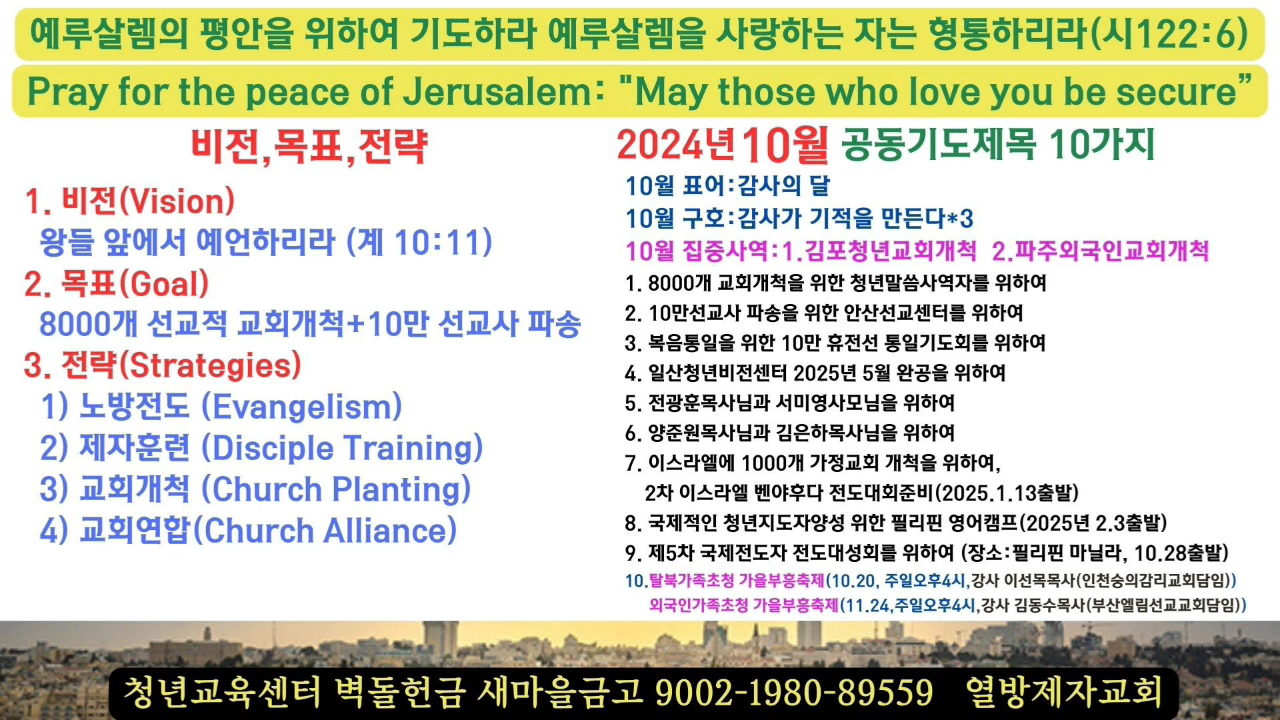 예루살렘의 평안을 위하여 기도하라 예루살렘을 사랑하는 자는 형통하리라(시122:6)
Pray for the peace of Jerusalem: "May those who love you be secure”
비전,목표,전략
1. 비전(Vision)
왕들 앞에서 예언하리라 (계 10:11)
2. 목표(Goal)
8000개 선교적 교회개척+10만 선교사 파송
3. 전략(Strategies)
1) 노방전도 (Evangelism)
2) 제자훈련 (Disciple Training)
3) 교회개척 (Church Planting)
4) 교회연합(Church Alliance)
2024년 10월 공동기도제목 10가지
10월 표어:감사의 달
10월 구호:감사가 기적을 만든다*3
10월 집중사역:1.김포청년교회개척 2.파주외국인교회개척
1. 8000개 교회개척을 위한 청년말씀사역자를 위하여
2. 10만선교사 파송을 위한 안산선교센터를 위하여
3. 복음통일을 위한 10만 휴전선 통일기도회를 위하여
4. 일산청년비전센터 2025년 5월 완공을 위하여
5. 전광훈목사님과 서미영사모님을 위하여
6. 양준원목사님과 김은하목사님을 위하여
7. 이스라엘에 1000개 가정교회 개척을 위하여,
2차 이스라엘 벤야후다 전도대회준비(2025.1.13출발)
8. 국제적인 청년지도자양성 위한 필리핀 영어캠프(2025년 2.3출발)
9. 제5차 국제전도자 전도대성회를 위하여 (장소:필리핀 마닐라, 10.28출발)
10.탈북가족초청 가을부흥축제(10.20, 주일오후4시,강사 이선목목사(인천숭의감리교회담임))
외국인가족초청 가을부흥축제(11.24,주일오후4시,강사 김동수목사(부산엘림선교교회담임))
청년교육센터 벽돌헌금 새마을금고 9002-1980-89559 열방제자교회